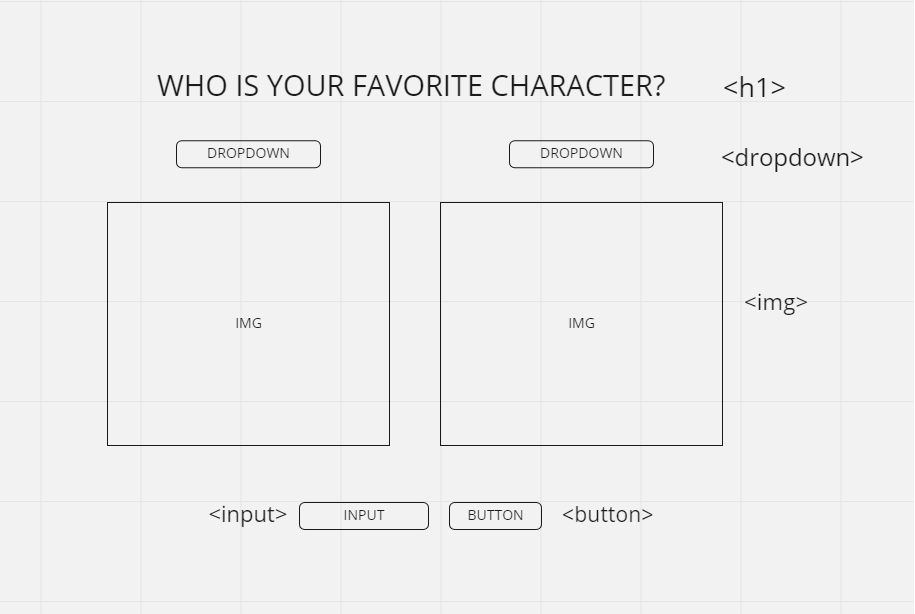 WHO IS YOUR FAVORITE CHARACTER? <h1>
DROPDOWN DROPDOWN <dropdown>
IMG IMG <img>
<input> INPUT BUTTON <button>